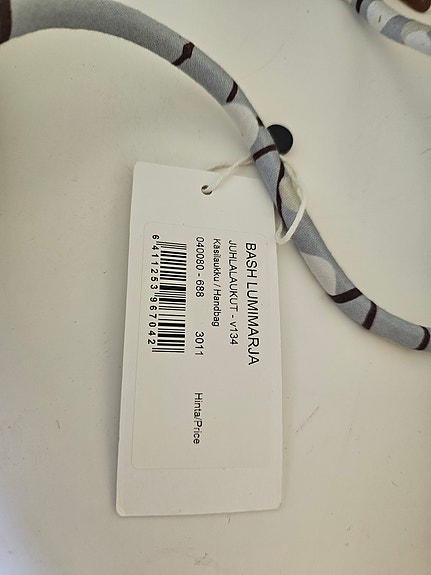 BASH LUMIMARJA
JUHLALAUKUT - v134
Käsilaukku / Handbag
040080 - 688 3011 Hinta/Price
6 411253 967042